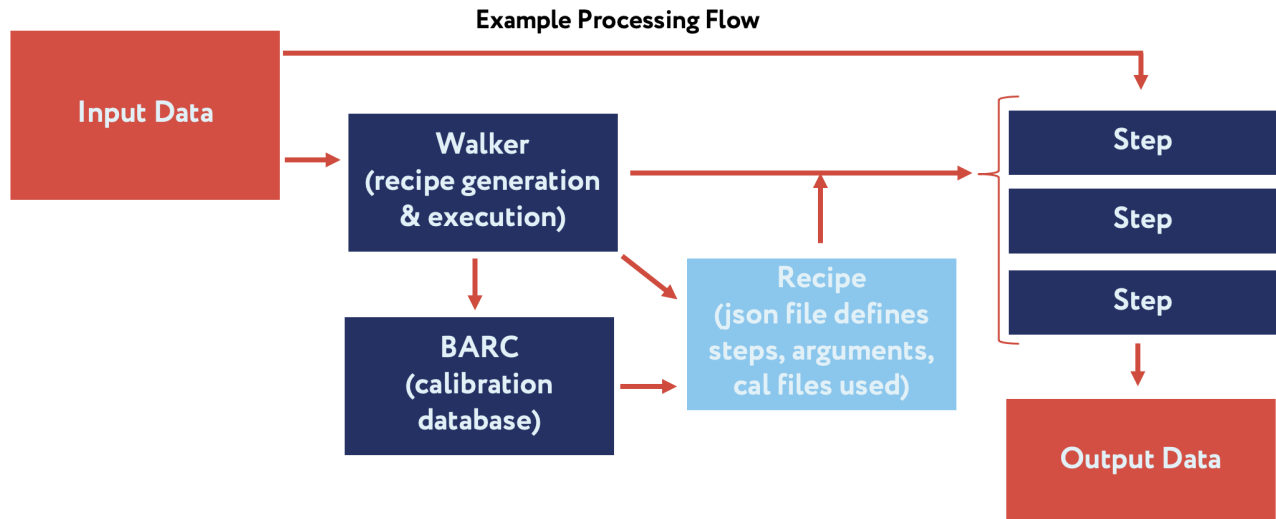 Example Processing Flow
Input Data
Walker
(recipe generation
& execution)
BARC
(calibration
database)
Recipe
(json file defines
steps, arguments,
cal files used)
Step
Step
Step
Output Data